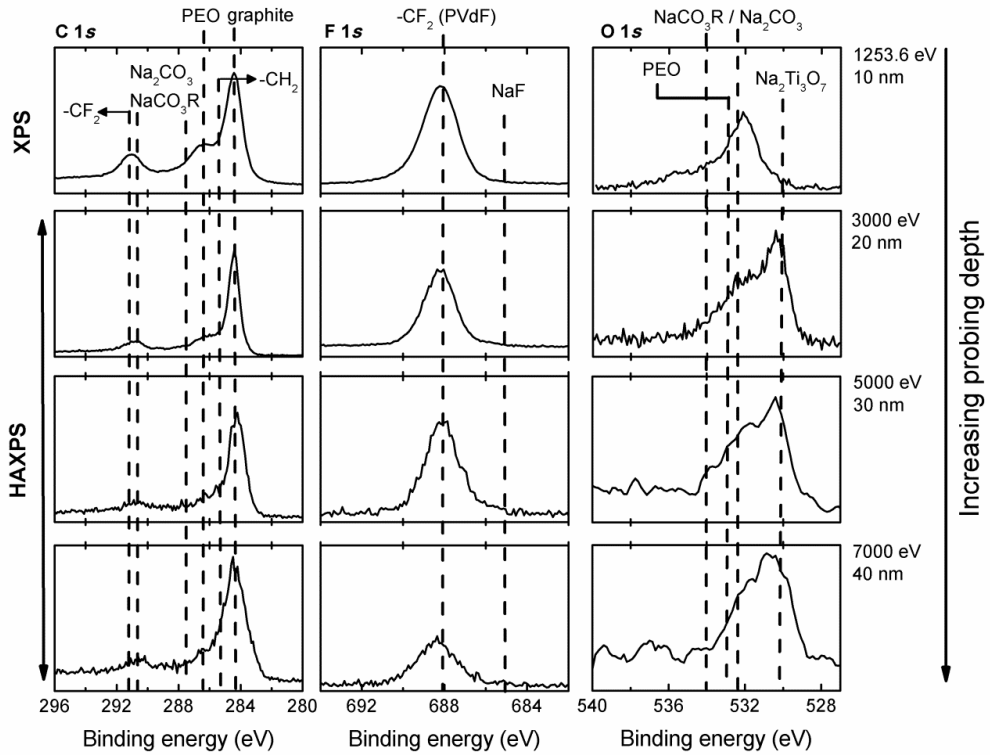 PEO graphite
C 1s
-CF2 (PVdF)
F 1s
NaCO3R / Na2CO3
O 1s
Na2CO3
NaCO3R
-CH2
-CF2
NaF
PEO
Na2Ti3O7
1253.6 eV
10 nm
XPS
3000 eV
20 nm
HAXPS
5000 eV
30 nm
7000 eV
40 nm
Increasing probing depth
296 292 288 284 280
692 688 684
540 536 530 528
Binding energy (eV)
Binding energy (eV)
Binding energy (eV)